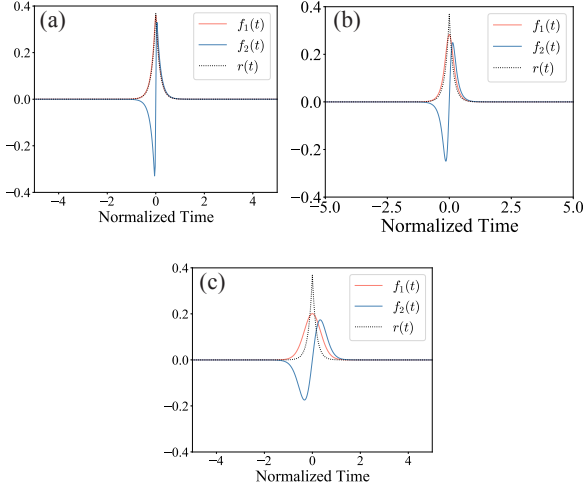 (a)
f₁(t)
f₂(t)
r(t)
0.4
0.2
0.0
−0.2
−0.4
−4 −2 0 2 4
Normalized Time
(b)
f₁(t)
f₂(t)
r(t)
0.4
0.2
0.0
−0.2
−0.4
−5.0 −2.5 0.0 2.5 5.0
Normalized Time
(c)
f₁(t)
f₂(t)
r(t)
0.4
0.2
0.0
−0.2
−0.4
−4 −2 0 2 4
Normalized Time